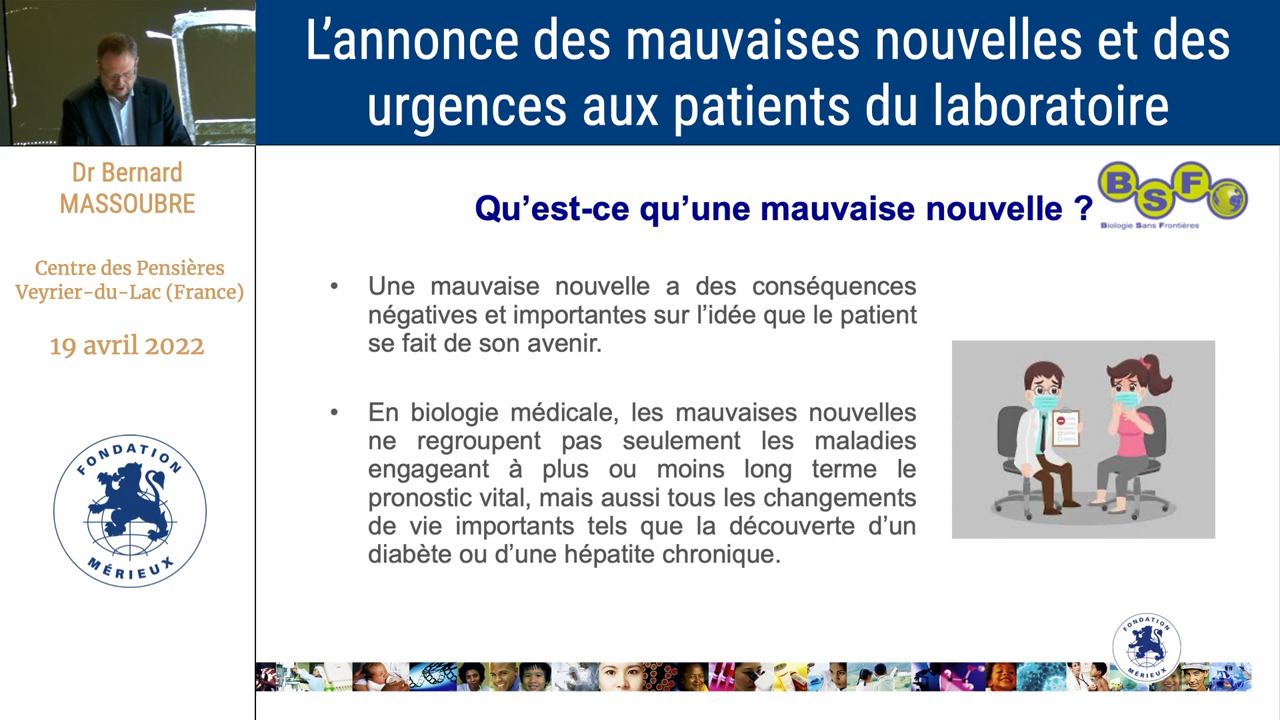 L'annonce des mauvaises nouvelles et des
urgences aux patients du laboratoire
Dr Bernard
MASSOUBRE
Centre des Pensières
Veyrier-du-Lac (France)
19 avril 2022
FONDATION
MÉRIEUX
Qu'est-ce qu'une mauvaise nouvelle ?
BSF
Biologie Sans Frontières
• Une mauvaise nouvelle a des conséquences
négatives et importantes sur l'idée que le patient
se fait de son avenir.
• En biologie médicale, les mauvaises nouvelles
ne regroupent pas seulement les maladies
engageant à plus ou moins long terme le
pronostic vital, mais aussi tous les changements
de vie importants tels que la découverte d'un
diabète ou d'une hépatite chronique.
FONDATION
MÉRIEUX